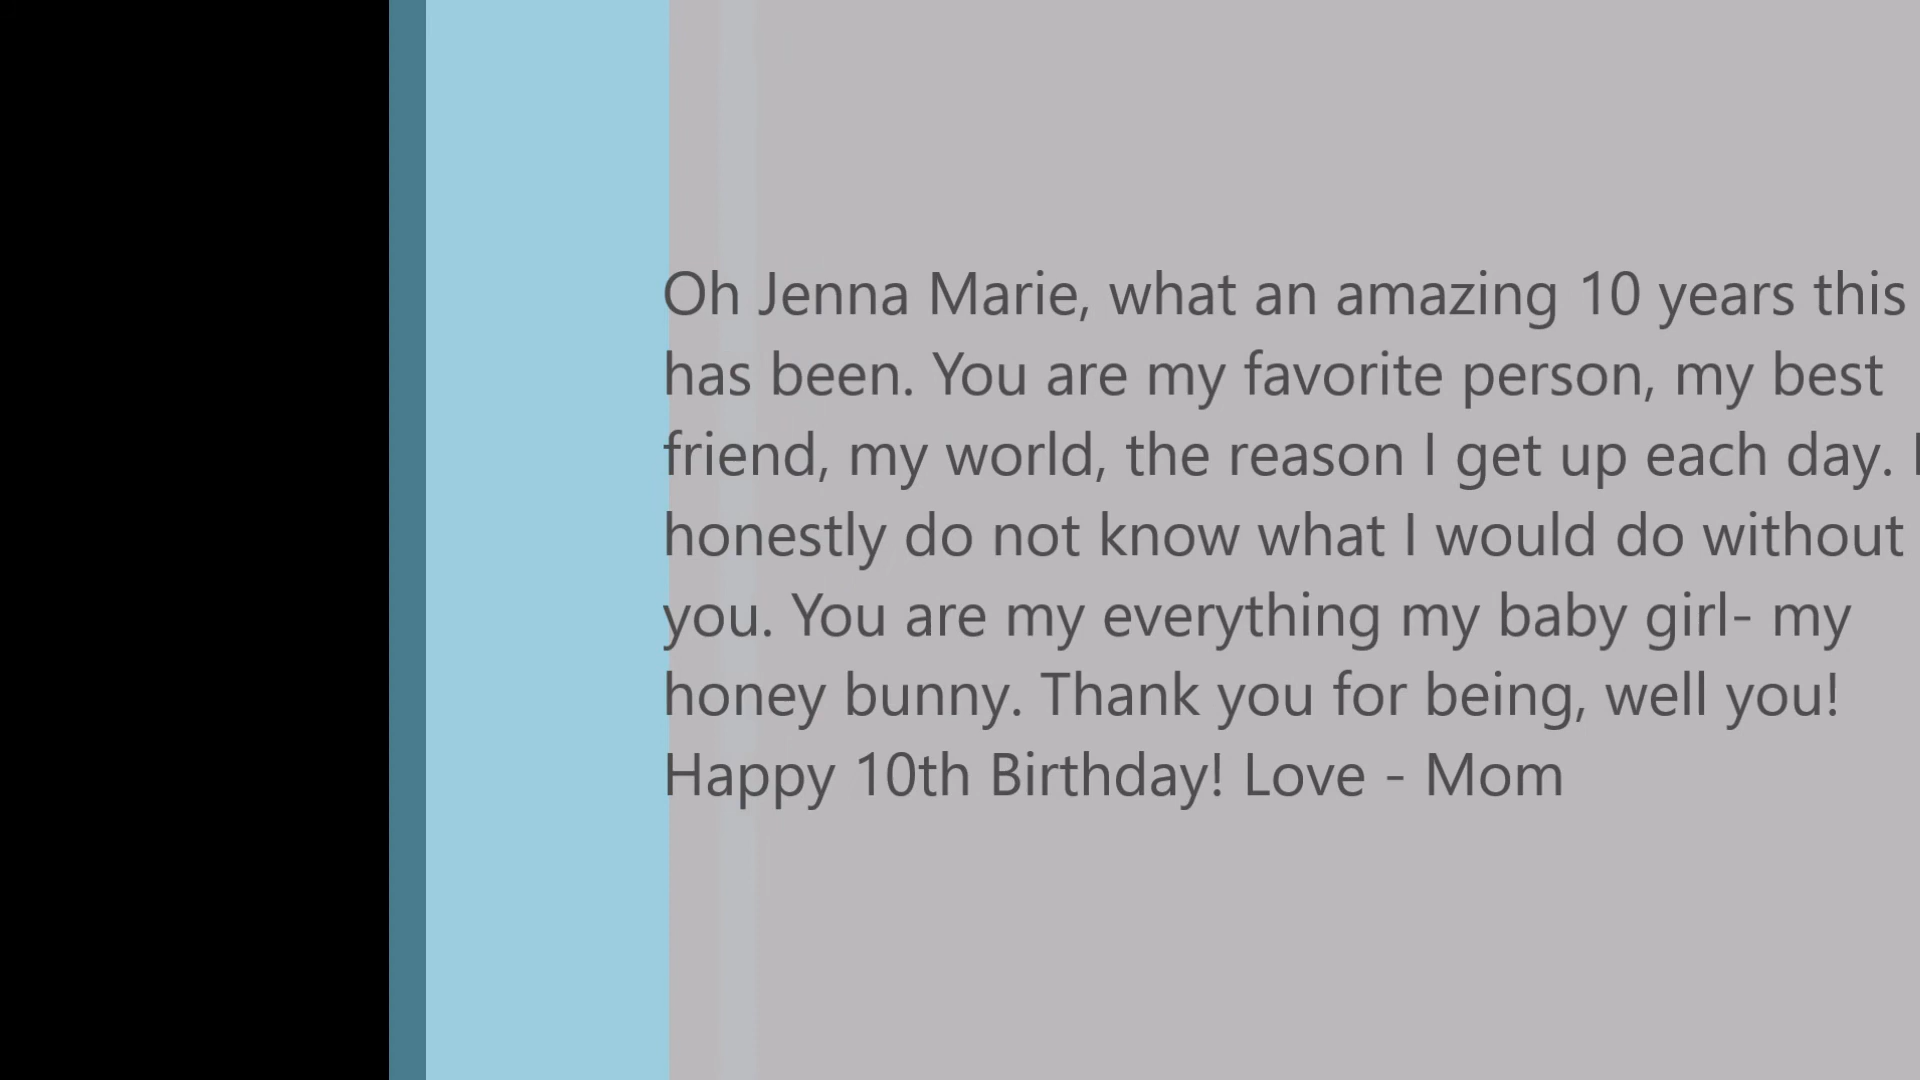 Oh Jenna Marie, what an amazing 10 years this
has been. You are my favorite person, my best
friend, my world, the reason I get up each day. I
honestly do not know what I would do without
you. You are my everything my baby girl- my
honey bunny. Thank you for being, well you!
Happy 10th Birthday! Love - Mom